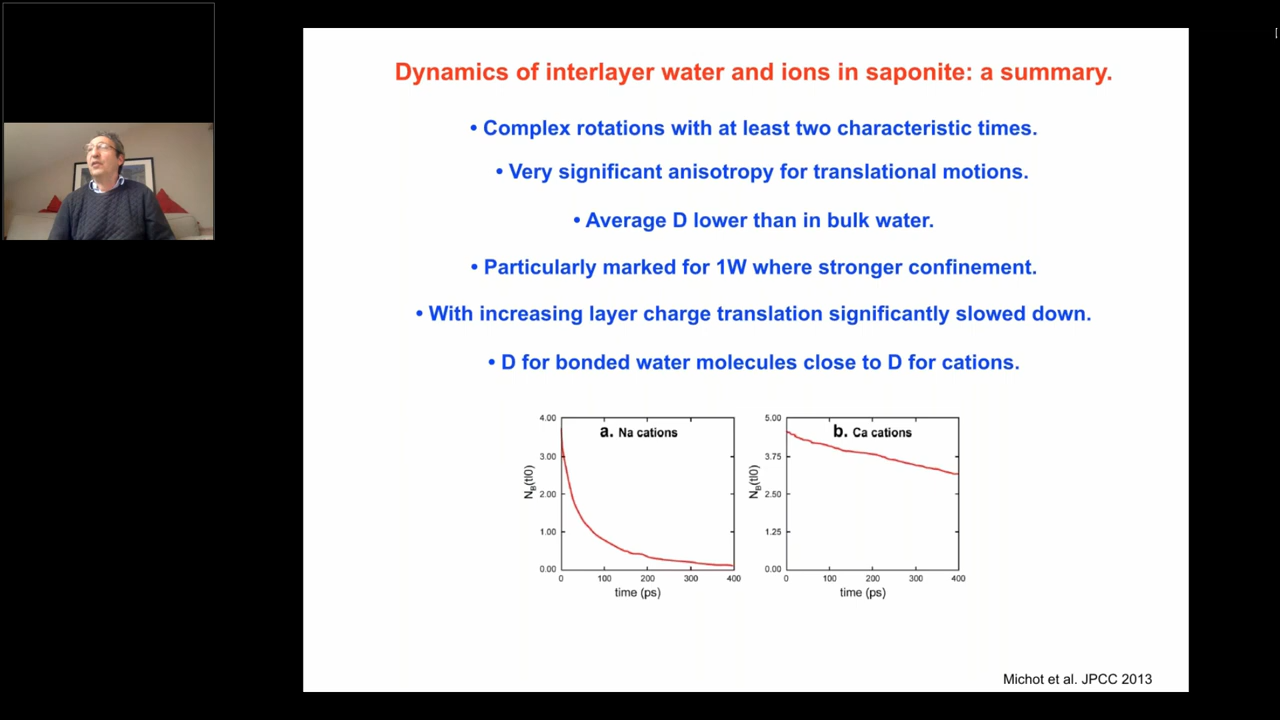 Dynamics of interlayer water and ions in saponite: a summary.
• Complex rotations with at least two characteristic times.
• Very significant anisotropy for translational motions.
• Average D lower than in bulk water.
• Particularly marked for 1W where stronger confinement.
• With increasing layer charge translation significantly slowed down.
• D for bonded water molecules close to D for cations.
a. Na cations
4.00
3.00
2.00
1.00
0.00
N_B(tI0)
0 100 200 300 400
time (ps)
b. Ca cations
5.00
3.75
2.50
1.25
0.00
N_B(tI0)
0 100 200 300 400
time (ps)
Michot et al. JPCC 2013